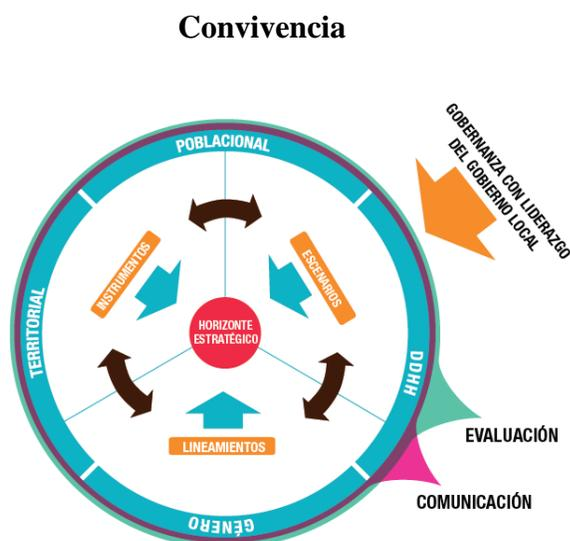 Convivencia
GOBERNANZA CON LIDERAZGO
DEL GOBIERNO LOCAL
POBLACIONAL
INSTRUMENTOS
ESCENARIOS
TERRITORIAL
HORIZONTE
ESTRATÉGICO
DDHH
LINEAMIENTOS
EVALUACIÓN
COMUNICACIÓN
GÉNERO